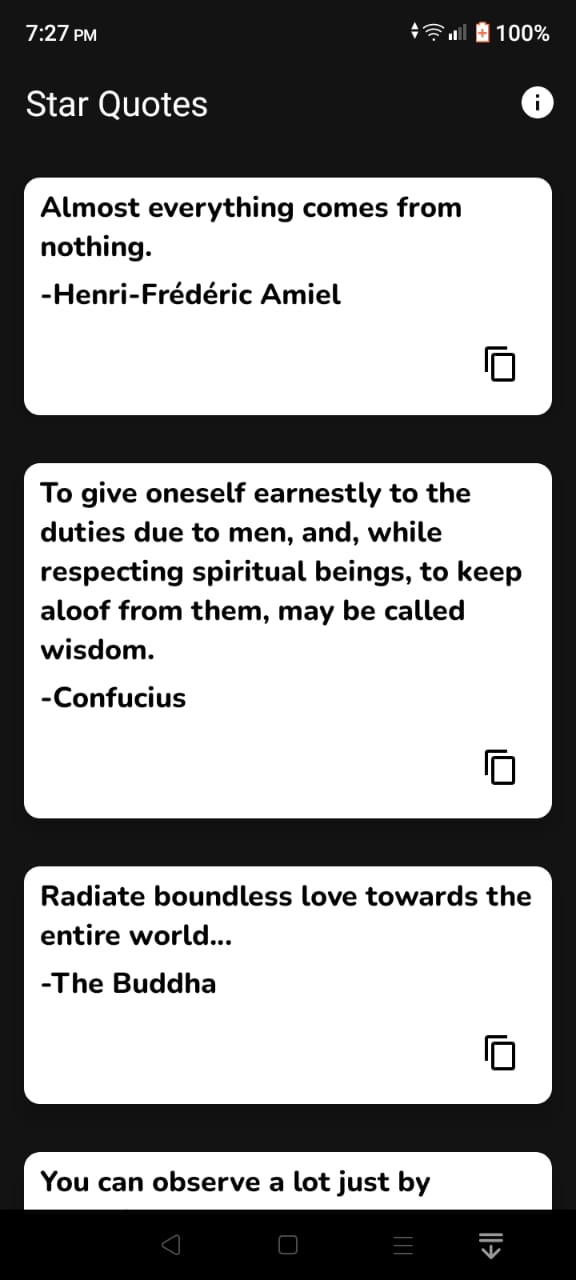 7:27 PM
100%
Star Quotes
Almost everything comes from
nothing.
-Henri-Frédéric Amiel
To give oneself earnestly to the
duties due to men, and, while
respecting spiritual beings, to keep
aloof from them, may be called
wisdom.
-Confucius
Radiate boundless love towards the
entire world...
-The Buddha
You can observe a lot just by